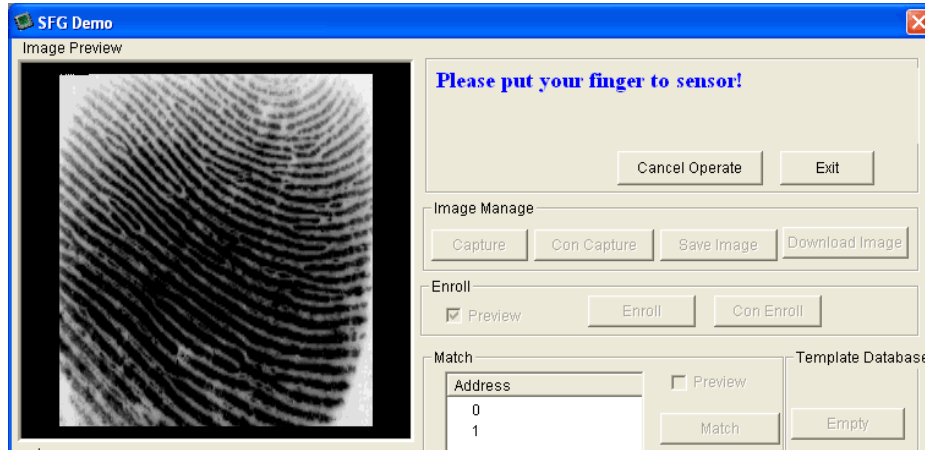 SFG Demo
Image Preview
Please put your finger to sensor!
Cancel Operate Exit
Image Manage
Capture Con Capture Save Image Download Image
Enroll
Preview Enroll Con Enroll
Match Template Database
Address Preview
0
1 Match Empty